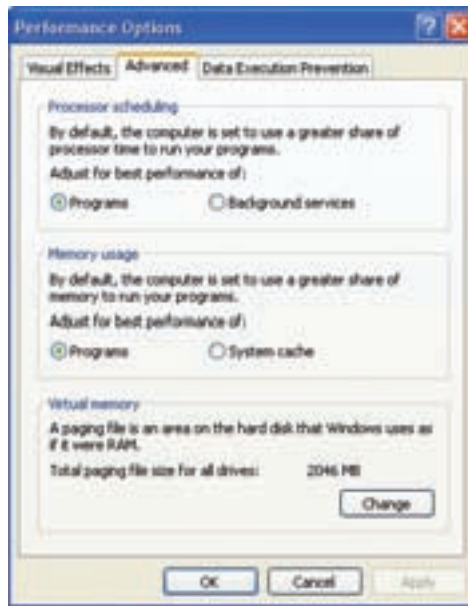 Performance Options
Visual Effects Advanced Data Execution Prevention
Processor scheduling
By default, the computer is set to use a greater share of
processor time to run your programs.
Adjust for best performance of:
Programs Background services
Memory usage
By default, the computer is set to use a greater share of
memory to run your programs.
Adjust for best performance of:
Programs System cache
Virtual memory
A paging file is an area on the hard disk that Windows uses as
if it were RAM.
Total paging file size for all drives: 2046 MB
Change
OK Cancel Apply